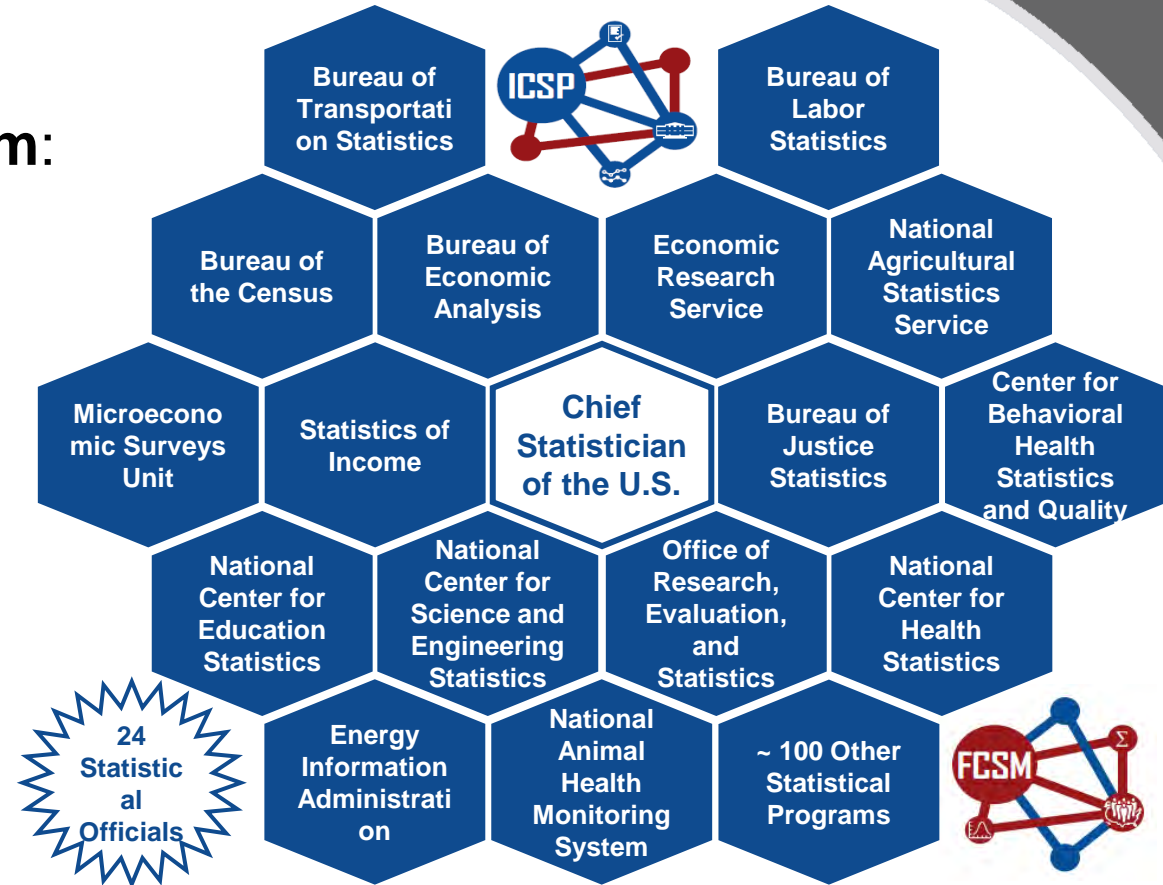 m:
Bureau of
Transportati
on Statistics
ICSP
Bureau of
Labor
Statistics
Bureau of
the Census
Bureau of
Economic
Analysis
Economic
Research
Service
National
Agricultural
Statistics
Service
Microecono
mic Surveys
Unit
Statistics of
Income
Chief
Statistician
of the U.S.
Bureau of
Justice
Statistics
Center for
Behavioral
Health
Statistics
and Quality
National
Center for
Education
Statistics
National
Center for
Science and
Engineering
Statistics
Office of
Research,
Evaluation,
and
Statistics
National
Center for
Health
Statistics
24
Statistic
al
Officials
Energy
Information
Administrati
on
National
Animal
Health
Monitoring
System
~ 100 Other
Statistical
Programs
FCSM
Σ